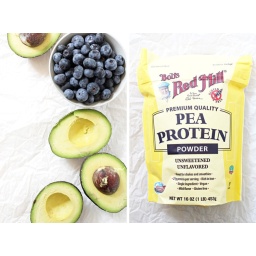 Bob's
Red Mill
PREMIUM QUALITY
PEA
PROTEIN
POWDER
UNSWEETENED
UNFLAVORED
NET WT 16 OZ (1 LB) 453g